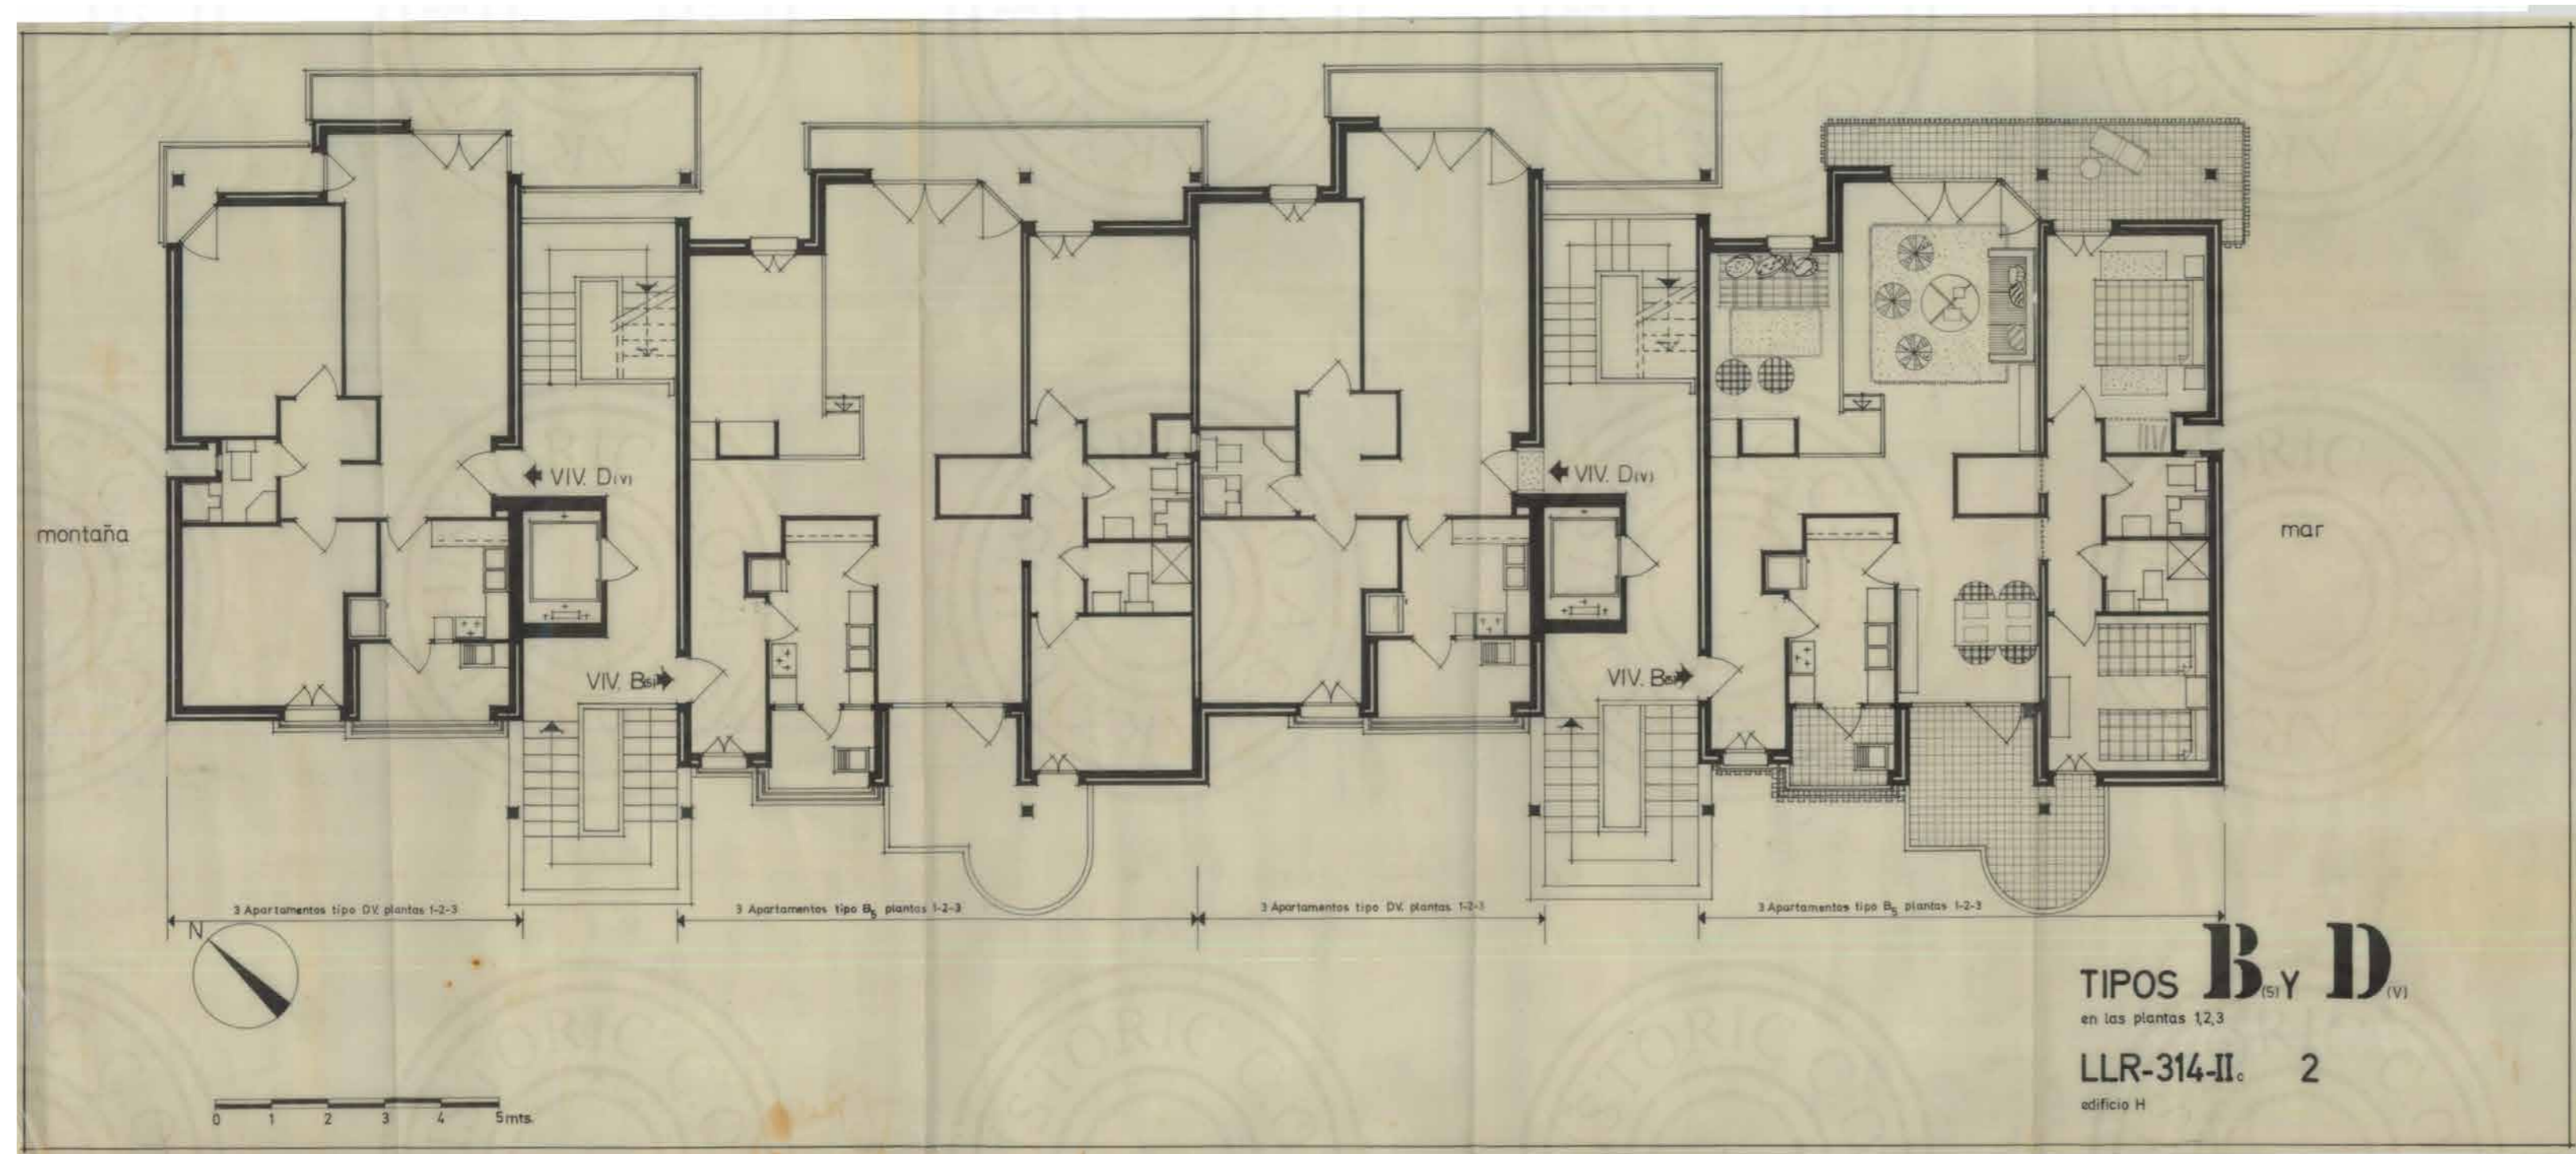 montaña
VIV. D(V)
VIV. B(5)
VIV. D(V)
VIV. B(5)
mar
3 Apartamentos tipo DV. plantas 1-2-3
3 Apartamentos tipo B5 plantas 1-2-3
3 Apartamentos tipo DV. plantas 1-2-3
3 Apartamentos tipo B5 plantas 1-2-3
N
0 1 2 3 4 5 mts.
TIPOS B(5) Y D(V)
en las plantas 1,2,3
LLR-314-IIc 2
edificio H